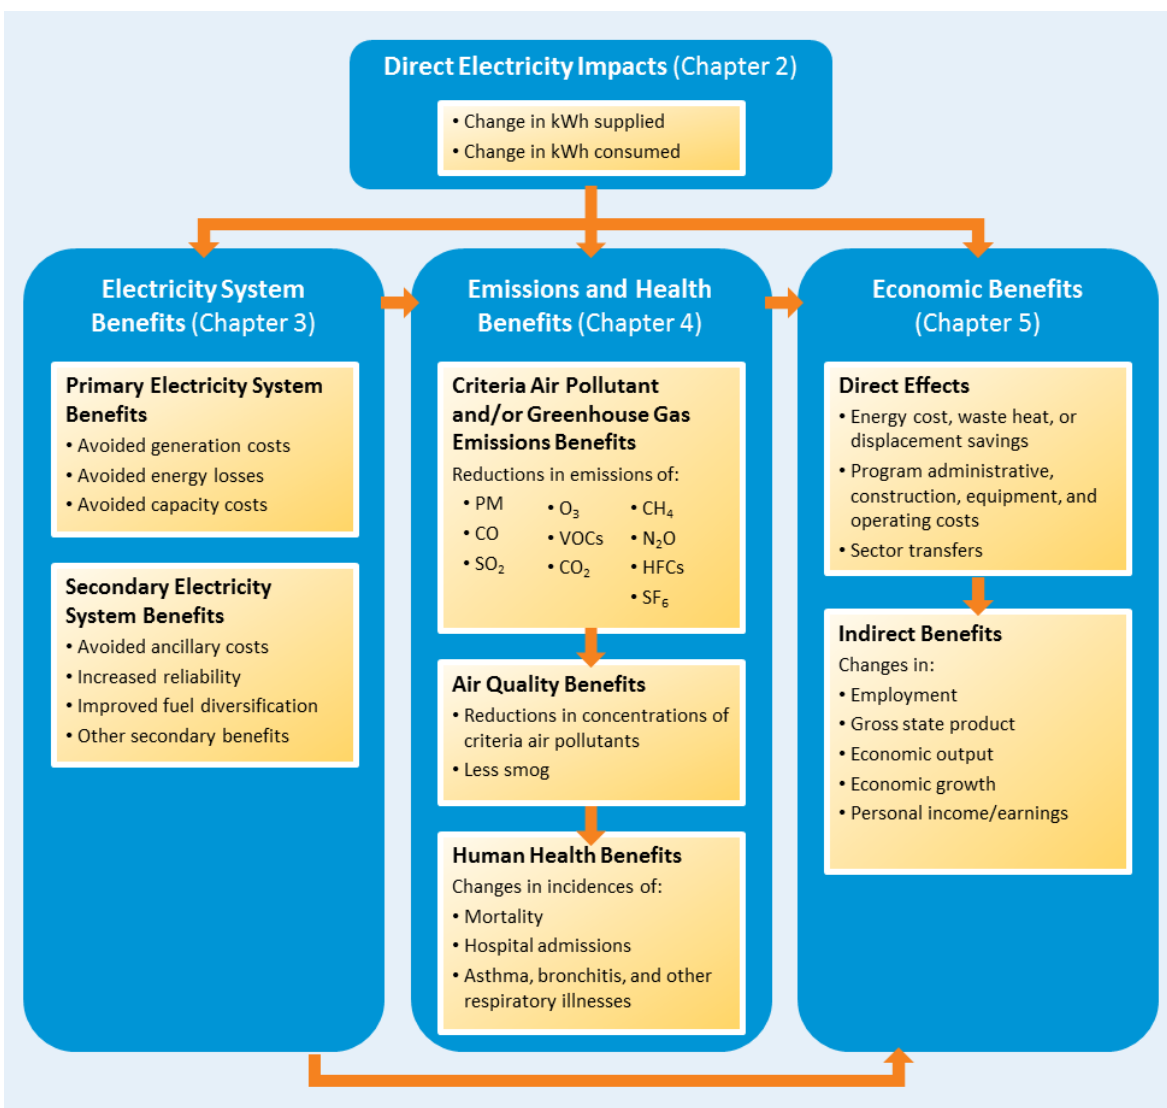 Direct Electricity Impacts (Chapter 2)
• Change in kWh supplied
• Change in kWh consumed
Electricity System
Benefits (Chapter 3)
Primary Electricity System
Benefits
• Avoided generation costs
• Avoided energy losses
• Avoided capacity costs
Secondary Electricity
System Benefits
• Avoided ancillary costs
• Increased reliability
• Improved fuel diversification
• Other secondary benefits
Emissions and Health
Benefits (Chapter 4)
Criteria Air Pollutant
and/or Greenhouse Gas
Emissions Benefits
Reductions in emissions of:
• PM
• CO
• SO₂
• O₃
• VOCs
• CO₂
• CH₄
• N₂O
• HFCs
• SF₆
Air Quality Benefits
• Reductions in concentrations of
criteria air pollutants
• Less smog
Human Health Benefits
Changes in incidences of:
• Mortality
• Hospital admissions
• Asthma, bronchitis, and other
respiratory illnesses
Economic Benefits
(Chapter 5)
Direct Effects
• Energy cost, waste heat, or
displacement savings
• Program administrative,
construction, equipment, and
operating costs
• Sector transfers
Indirect Benefits
Changes in:
• Employment
• Gross state product
• Economic output
• Economic growth
• Personal income/earnings